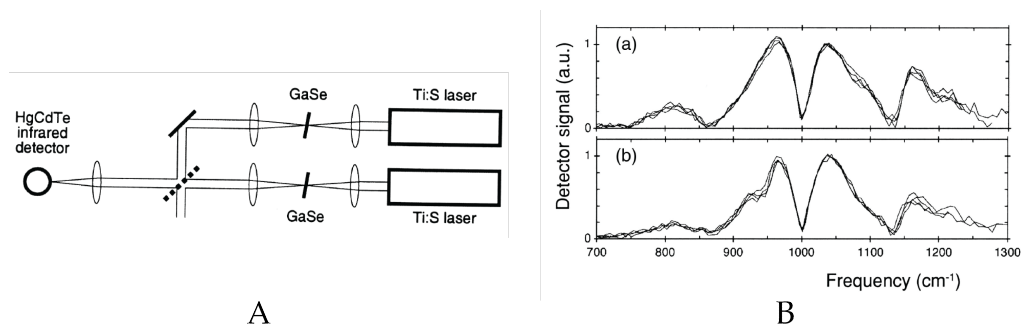 GaSe
Ti:S laser
HgCdTe
infrared
detector
GaSe
Ti:S laser
A
(a)
1
0
(b)
1
0
Detector signal (a.u.)
700 800 900 1000 1100 1200 1300
Frequency (cm⁻¹)
B